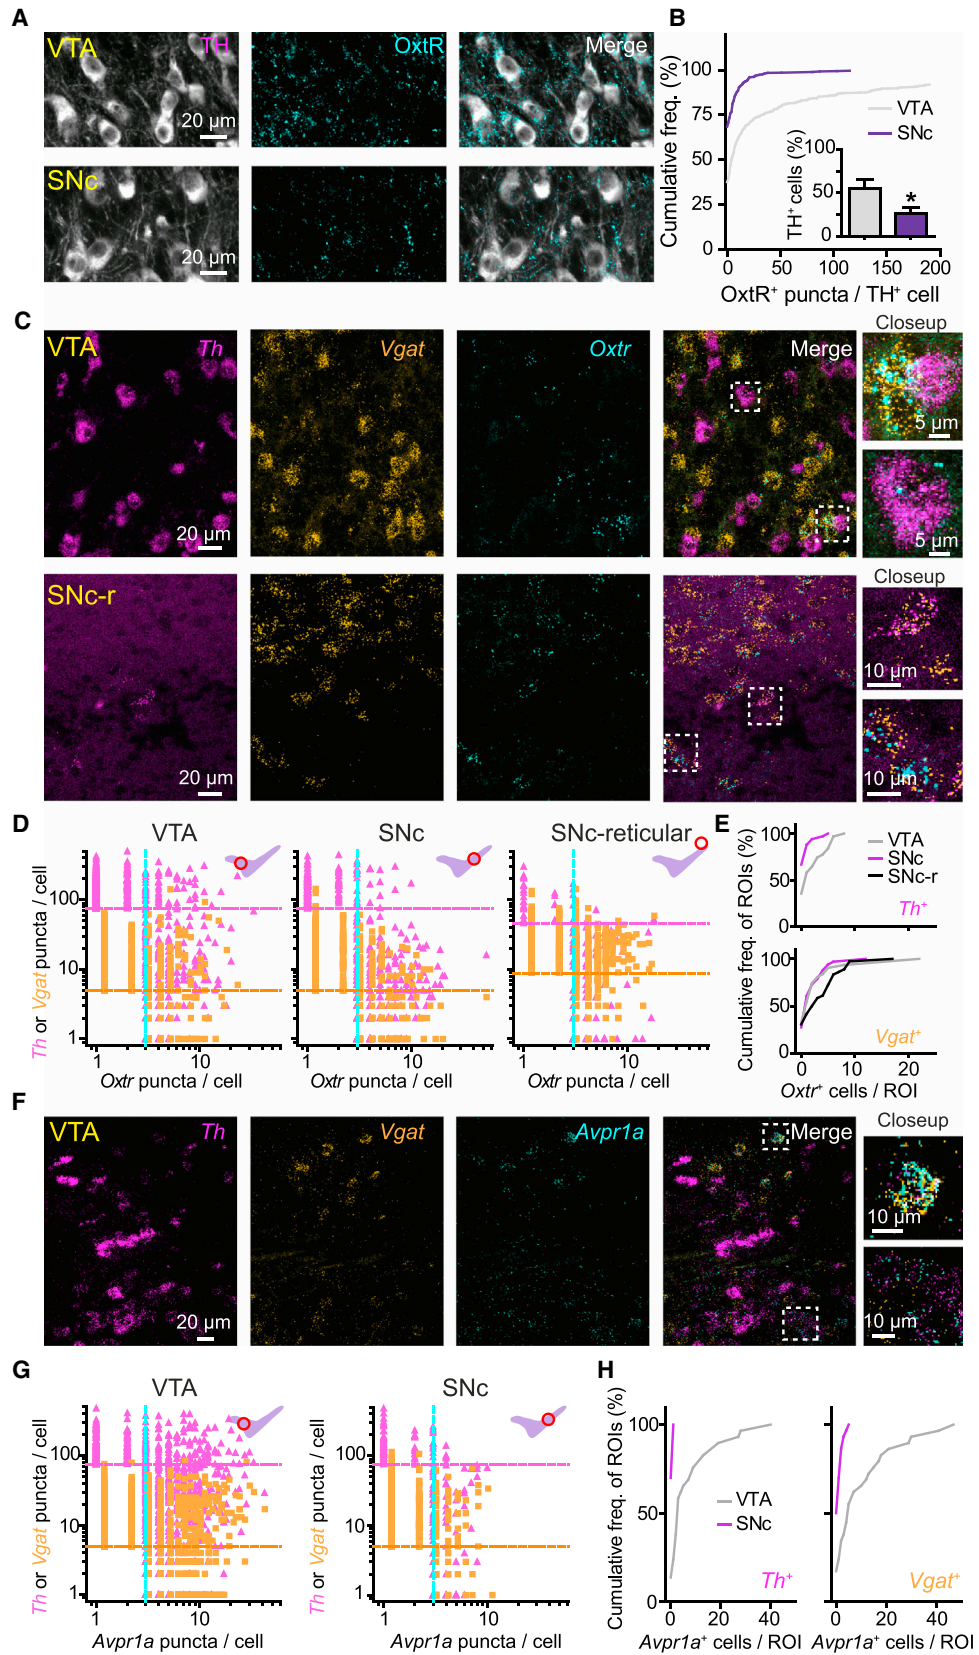 A
VTA TH OxtR Merge
20 µm
SNc
20 µm
B
Cumulative freq. (%)
100
75
50
25
0
0 50 100 150 200
OxtR+ puncta / TH+ cell
VTA
SNc
TH+ cells (%)
100
50
0
*
C
VTA Th Vgat Oxtr Merge Closeup
20 µm
5 µm
5 µm
SNc-r Closeup
20 µm
10 µm
10 µm
D
VTA SNc SNc-reticular
Th or Vgat puncta / cell
100
10
1
1 10
Oxtr puncta / cell
1 10
Oxtr puncta / cell
1 10
Oxtr puncta / cell
E
Cumulative freq. of ROIs (%)
100
50
0
VTA
SNc
SNc-r
Th+
100
50
0
Vgat+
0 10 20
Oxtr+ cells / ROI
F
VTA Th Vgat Avpr1a Merge Closeup
20 µm
10 µm
10 µm
G
VTA SNc
Th or Vgat puncta / cell
100
10
1
1 10
Avpr1a puncta / cell
Th or Vgat puncta / cell
100
10
1
1 10
Avpr1a puncta / cell
H
Cumulative freq. of ROIs (%)
100
50
0
VTA
SNc
Th+ Vgat+
0 20 40
Avpr1a+ cells / ROI
0 20 40
Avpr1a+ cells / ROI